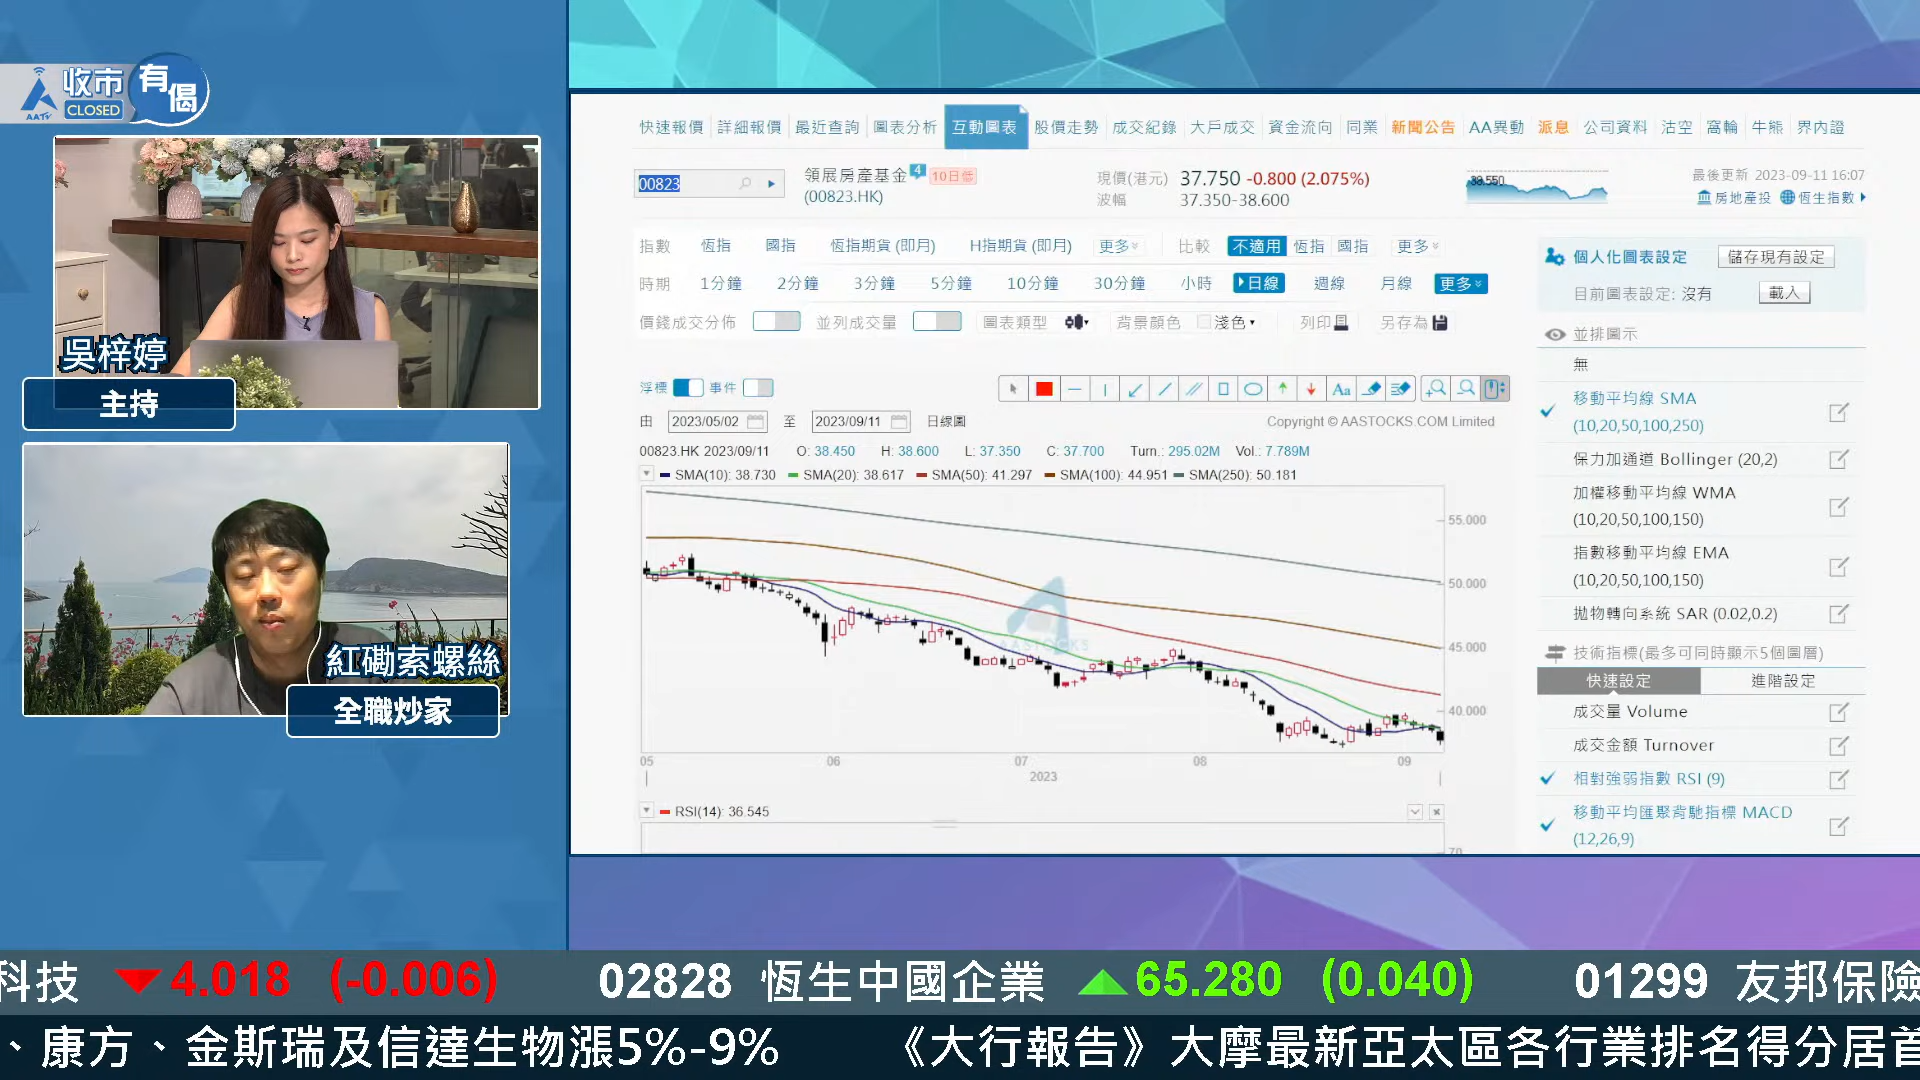 AATV
收市
CLOSED
有偈
吳梓婷
主持
紅磡索螺絲
全職炒家
快速報價 詳細報價 最近查詢 圖表分析 互動圖表 股價走勢 成交紀錄 大戶成交 資金流向 同業 新聞公告 AA異動 派息 公司資料 沽空 窩輪 牛熊 界內證
00823
領展房產基金 4 10日低
(00823.HK)
現價(港元) 37.750 -0.800 (2.075%)
波幅 37.350-38.600
38.550
最後更新 2023-09-11 16:07
房地產投 恆生指數
指數 恆指 國指 恆指期貨 (即月) H指期貨 (即月) 更多 比較 不適用 恆指 國指 更多
時期 1分鐘 2分鐘 3分鐘 5分鐘 10分鐘 30分鐘 小時 日線 週線 月線 更多
價錢成交分佈 並列成交量 圖表類型 背景顏色 淺色 列印 另存為
浮標 事件
Aa
由 2023/05/02 至 2023/09/11 日線圖
Copyright © AASTOCKS.COM Limited
00823.HK 2023/09/11 O: 38.450 H: 38.600 L: 37.350 C: 37.700 Turn.: 295.02M Vol.: 7.789M
SMA(10): 38.730 SMA(20): 38.617 SMA(50): 41.297 SMA(100): 44.951 SMA(250): 50.181
AASTOCKS
55.000
50.000
45.000
40.000
05 06 07 08 09
2023
RSI(14): 36.545
70
個人化圖表設定 儲存現有設定
目前圖表設定: 沒有 載入
並排圖示
無
移動平均線 SMA
(10,20,50,100,250)
保力加通道 Bollinger (20,2)
加權移動平均線 WMA
(10,20,50,100,150)
指數移動平均線 EMA
(10,20,50,100,150)
拋物轉向系統 SAR (0.02,0.2)
技術指標(最多可同時顯示5個圖層)
快速設定 進階設定
成交量 Volume
成交金額 Turnover
相對強弱指數 RSI (9)
移動平均匯聚背馳指標 MACD
(12,26,9)
科技 4.018 (-0.006) 02828 恆生中國企業 65.280 (0.040) 01299 友邦保險
、康方、金斯瑞及信達生物漲5%-9% 《大行報告》大摩最新亞太區各行業排名得分居首